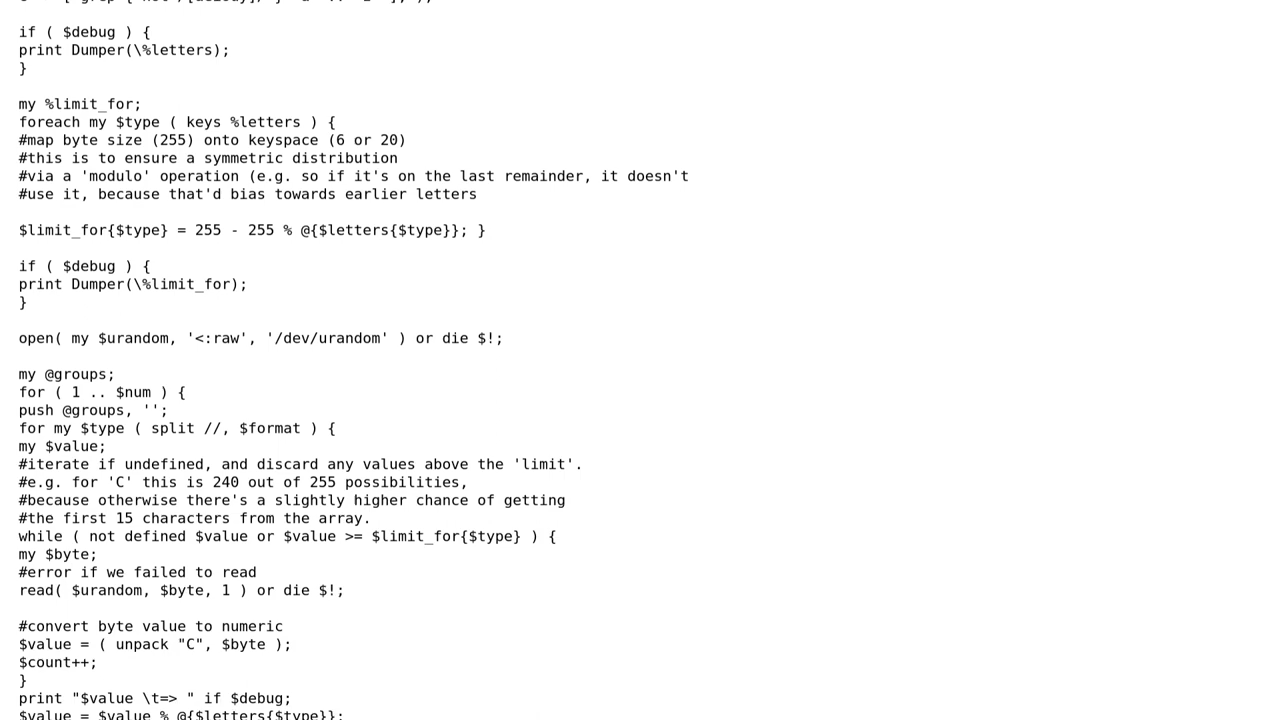 if ( $debug ) {
print Dumper(\%letters);
}
my %limit_for;
foreach my $type ( keys %letters ) {
#map byte size (255) onto keyspace (6 or 20)
#this is to ensure a symmetric distribution
#via a 'modulo' operation (e.g. so if it's on the last remainder, it doesn't
#use it, because that'd bias towards earlier letters
$limit_for{$type} = 255 - 255 % @{$letters{$type}}; }
if ( $debug ) {
print Dumper(\%limit_for);
}
open( my $urandom, '<:raw', '/dev/urandom' ) or die $!;
my @groups;
for ( 1 .. $num ) {
push @groups, '';
for my $type ( split //, $format ) {
my $value;
#iterate if undefined, and discard any values above the 'limit'.
#e.g. for 'C' this is 240 out of 255 possibilities,
#because otherwise there's a slightly higher chance of getting
#the first 15 characters from the array.
while ( not defined $value or $value >= $limit_for{$type} ) {
my $byte;
#error if we failed to read
read( $urandom, $byte, 1 ) or die $!;
#convert byte value to numeric
$value = ( unpack "C", $byte );
$count++;
}
print "$value \t=> " if $debug;
$value = $value % @{$letters{$type}};